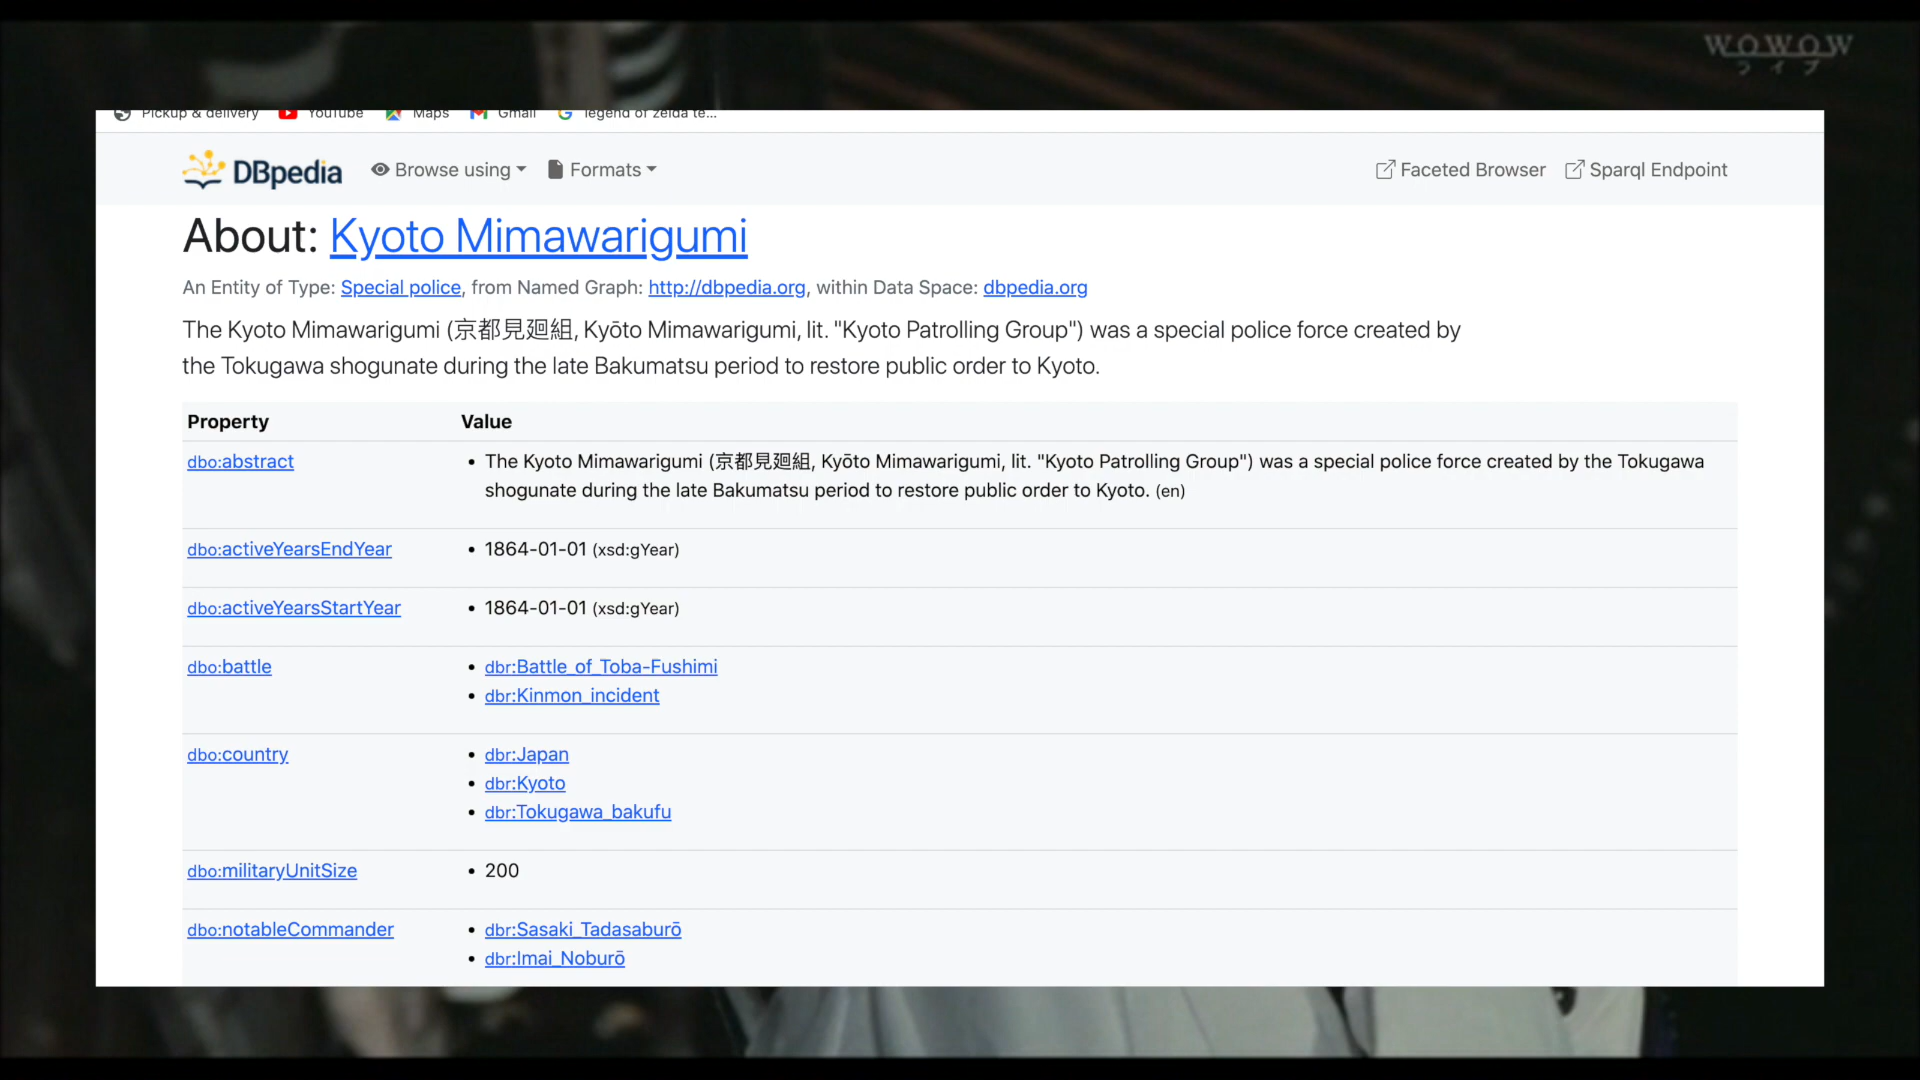 WOWOW
ライブ
Pickup & delivery YouTube Maps Gmail legend of zelda te...
DBpedia Browse using Formats Faceted Browser Sparql Endpoint
About: Kyoto Mimawarigumi
An Entity of Type: Special police, from Named Graph: http://dbpedia.org, within Data Space: dbpedia.org
The Kyoto Mimawarigumi (京都見廻組, Kyōto Mimawarigumi, lit. "Kyoto Patrolling Group") was a special police force created by
the Tokugawa shogunate during the late Bakumatsu period to restore public order to Kyoto.
Property Value
dbo:abstract • The Kyoto Mimawarigumi (京都見廻組, Kyōto Mimawarigumi, lit. "Kyoto Patrolling Group") was a special police force created by the Tokugawa
shogunate during the late Bakumatsu period to restore public order to Kyoto. (en)
dbo:activeYearsEndYear • 1864-01-01 (xsd:gYear)
dbo:activeYearsStartYear • 1864-01-01 (xsd:gYear)
dbo:battle • dbr:Battle_of_Toba-Fushimi
• dbr:Kinmon_incident
dbo:country • dbr:Japan
• dbr:Kyoto
• dbr:Tokugawa_bakufu
dbo:militaryUnitSize • 200
dbo:notableCommander • dbr:Sasaki_Tadasaburō
• dbr:Imai_Noburō